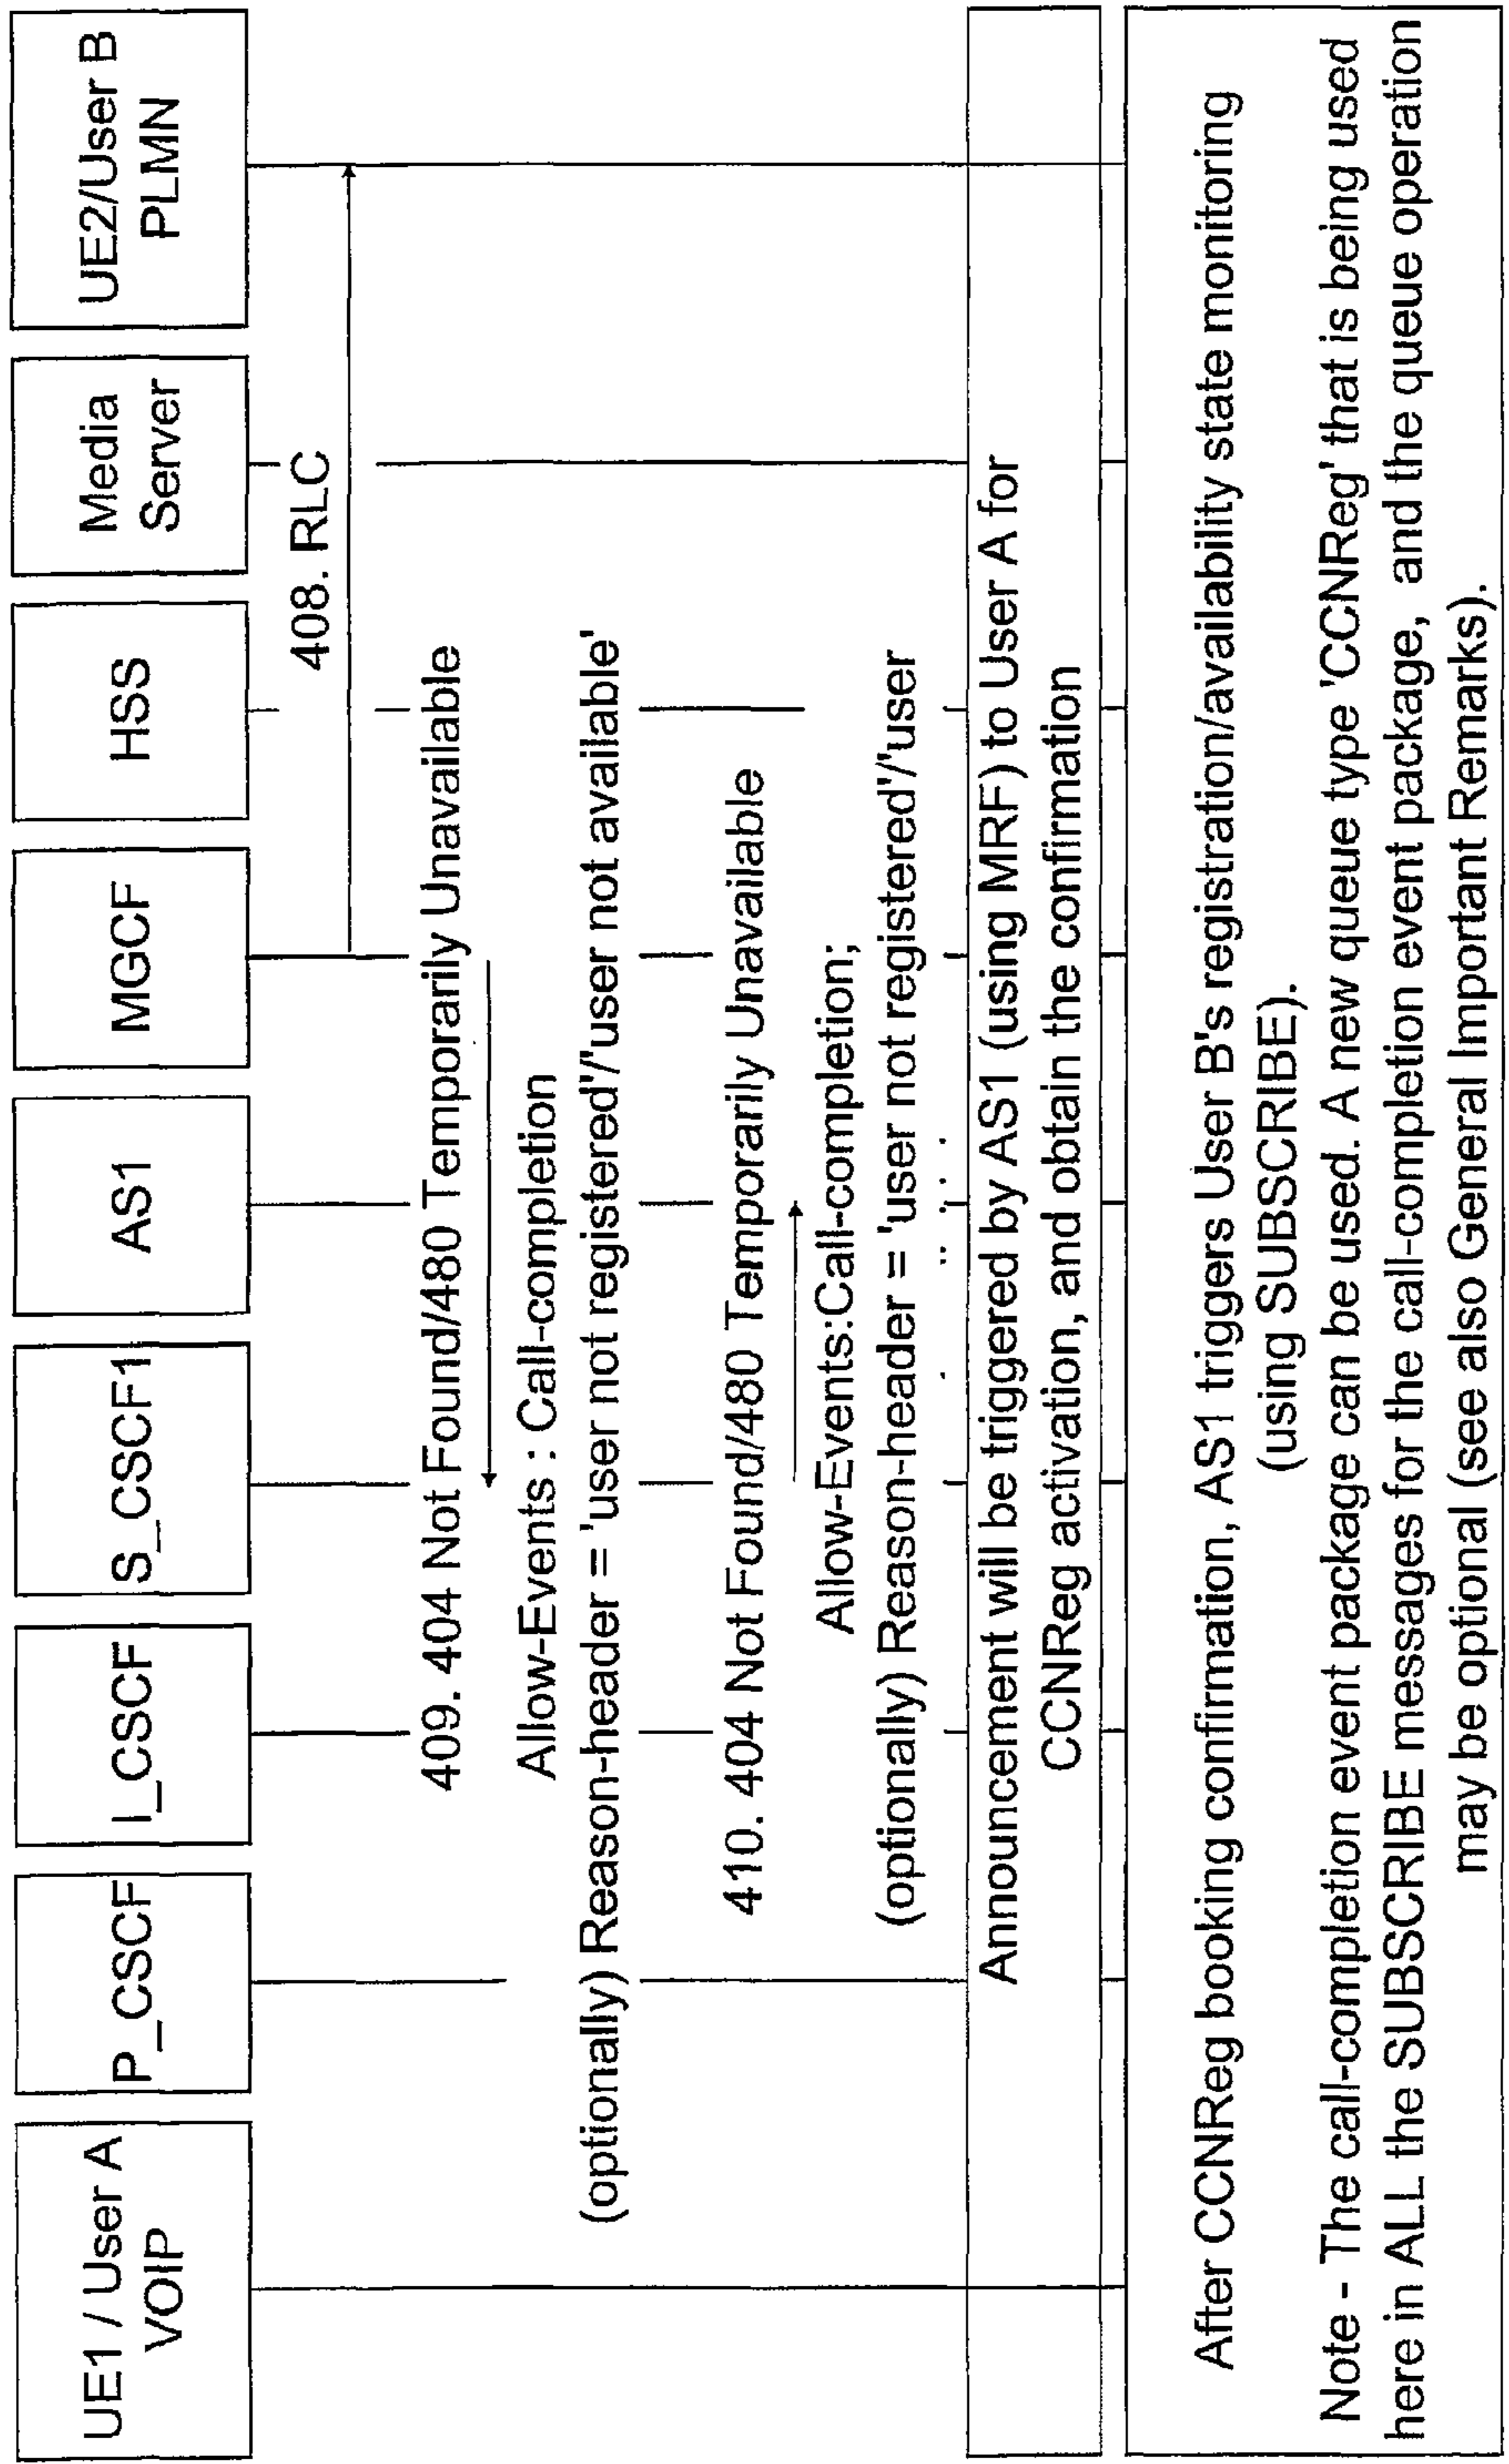 UE1 / User A
VOIP
P_CSCF
I_CSCF
S_CSCF1
AS1
MGCF
HSS
Media
Server
UE2/User B
PLMN
408. RLC
409. 404 Not Found/480 Temporarily Unavailable
Allow-Events : Call-completion
(optionally) Reason-header = 'user not registered'/'user not available'
410. 404 Not Found/480 Temporarily Unavailable
Allow-Events:Call-completion;
(optionally) Reason-header = 'user not registered'/'user
Announcement will be triggered by AS1 (using MRF) to User A for
CCNReg activation, and obtain the confirmation
After CCNReg booking confirmation, AS1 triggers User B's registration/availability state monitoring
(using SUBSCRIBE).
Note - The call-completion event package can be used. A new queue type 'CCNReg' that is being used
here in ALL the SUBSCRIBE messages for the call-completion event package, and the queue operation
may be optional (see also General Important Remarks).